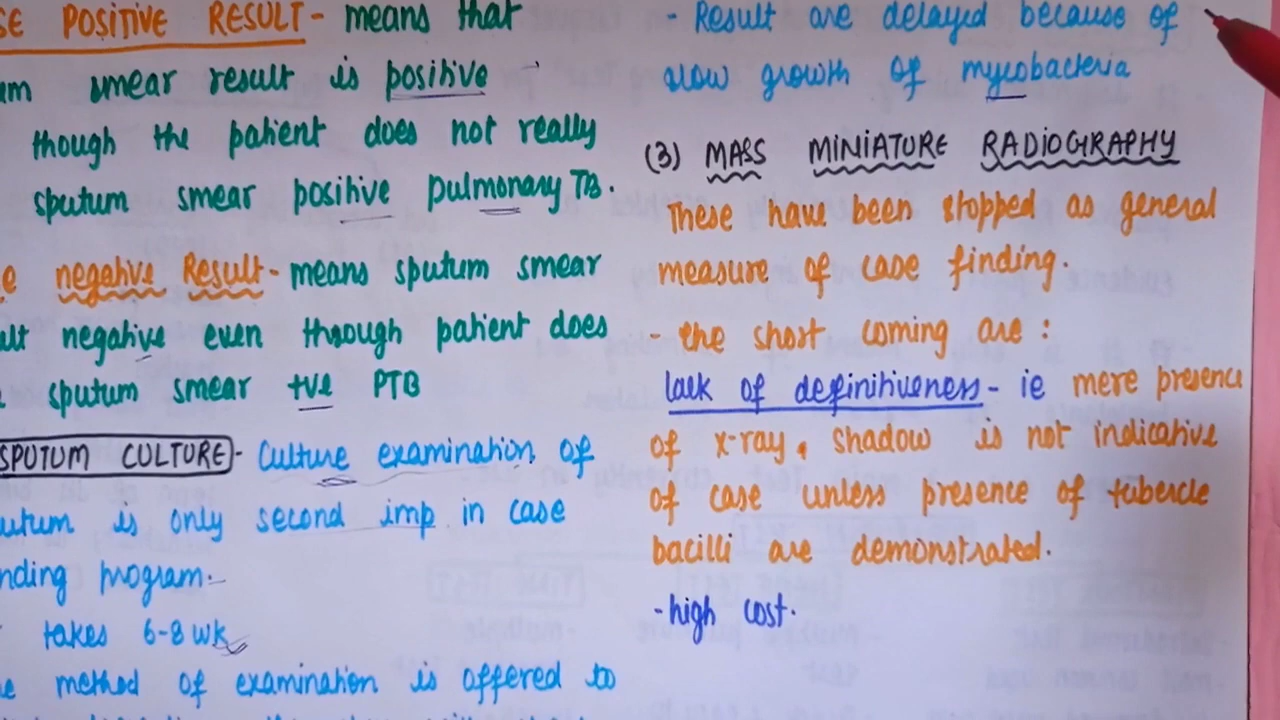 SE POSITIVE RESULT - means that
smear result is positive
though the patient does not really
sputum smear positive pulmonary TB.
negative Result - means sputum smear
negative even through patient does
sputum smear +ve PTB
SPUTUM CULTURE - Culture examination of
is only second imp in case
nding program.
takes 6-8 wk
method of examination is offered to
- Result are delayed because of
slow growth of mycobacteria
(3) MASS MINIATURE RADIOGRAPHY
These have been stopped as general
measure of case finding.
- the short coming are :
lack of definitiveness - ie mere presence
of x-ray, shadow is not indicative
of case unless presence of tubercle
bacilli are demonstrated.
- high cost.